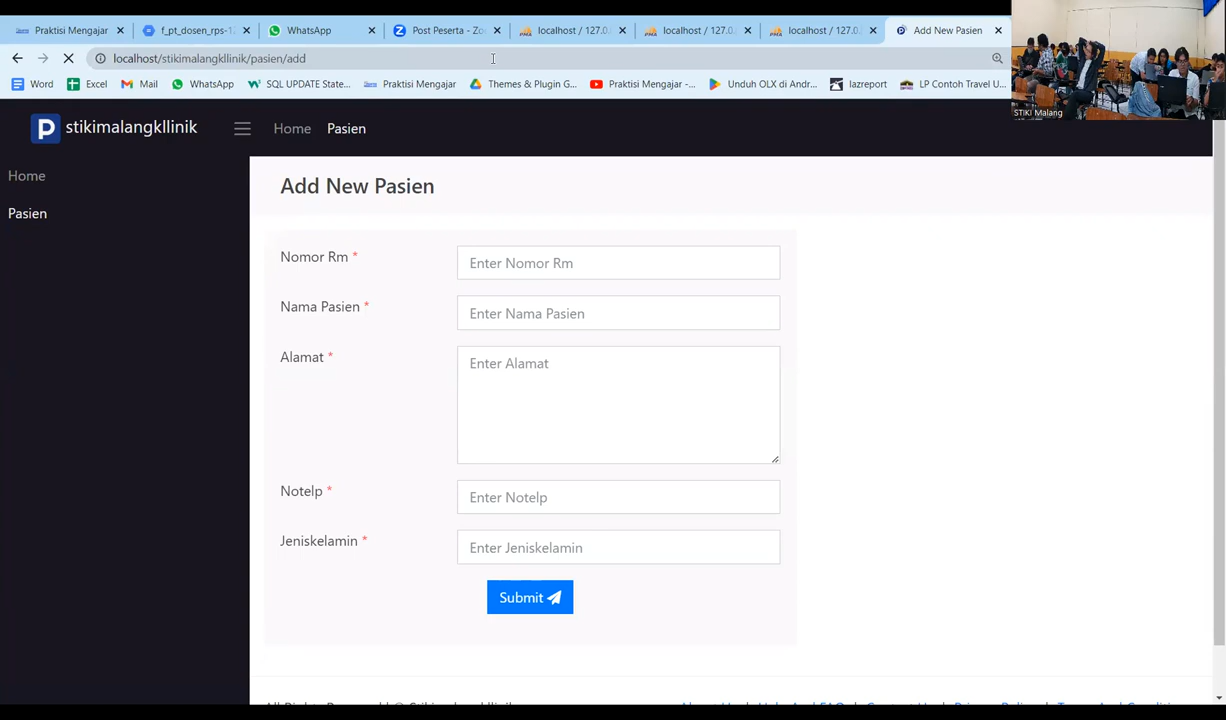 Praktisi Mengajar
f_pt_dosen_rps-17
WhatsApp
Post Peserta - Zo
localhost / 127.0.
localhost / 127.0.
localhost / 127.0.
Add New Pasien
localhost/stikimalangkllinik/pasien/add
Word
Excel
Mail
WhatsApp
SQL UPDATE State...
Praktisi Mengajar
Themes & Plugin G...
Praktisi Mengajar -...
Unduh OLX di Andr...
lazreport
LP Contoh Travel U...
STIKI Malang
P stikimalangkllinik
Home
Pasien
Home
Pasien
Add New Pasien
Nomor Rm *
Enter Nomor Rm
Nama Pasien *
Enter Nama Pasien
Alamat *
Enter Alamat
Notelp *
Enter Notelp
Jeniskelamin *
Enter Jeniskelamin
Submit